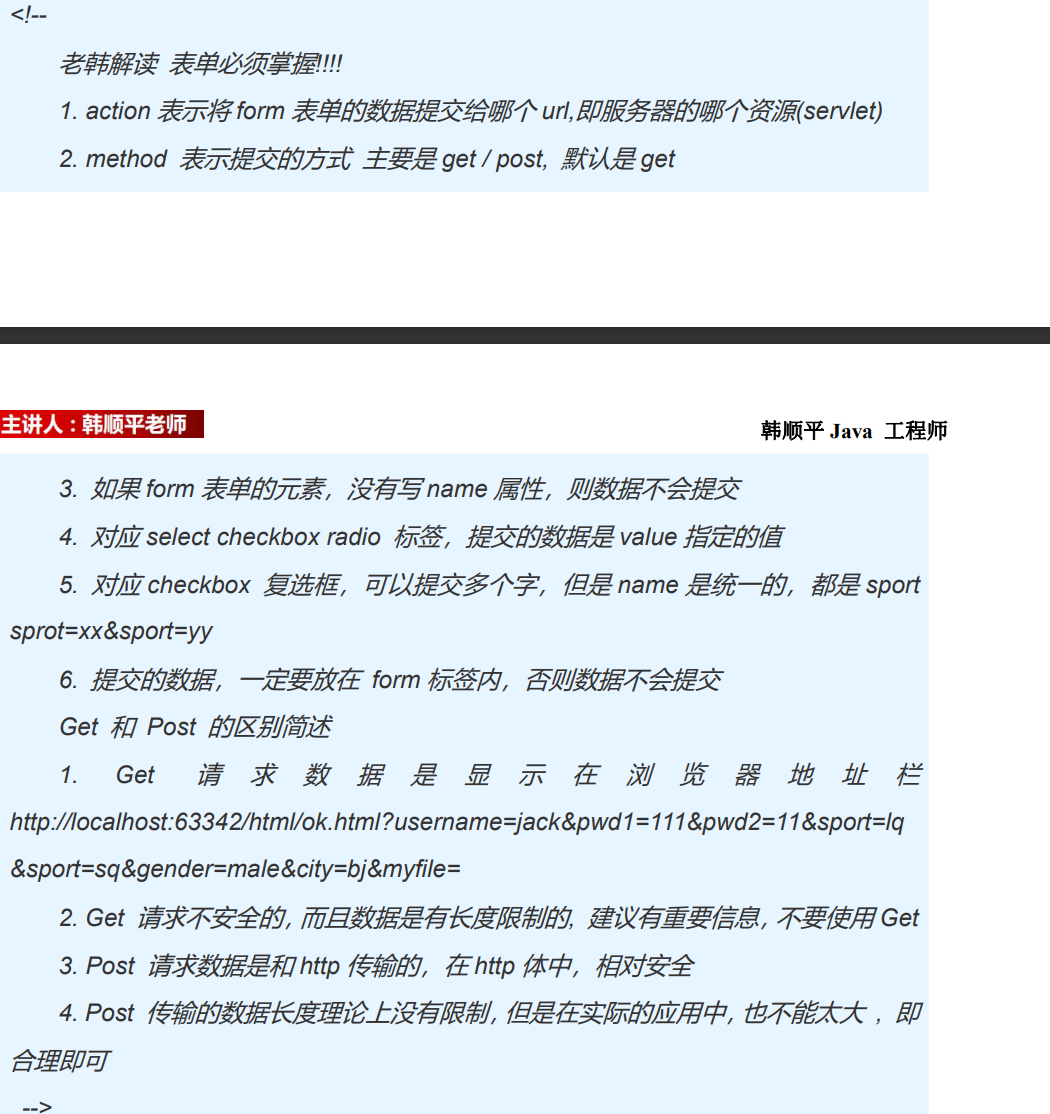 <!--
老韩解读 表单必须掌握!!!!
1. action 表示将 form 表单的数据提交给哪个 url,即服务器的哪个资源(servlet)
2. method 表示提交的方式 主要是 get / post, 默认是 get
主讲人：韩顺平老师
韩顺平 Java 工程师
3. 如果 form 表单的元素，没有写 name 属性，则数据不会提交
4. 对应 select checkbox radio 标签，提交的数据是 value 指定的值
5. 对应 checkbox 复选框，可以提交多个字，但是 name 是统一的，都是 sport
sprot=xx&sport=yy
6. 提交的数据，一定要放在 form 标签内，否则数据不会提交
Get 和 Post 的区别简述
1. Get 请求数据是显示在浏览器地址栏
http://localhost:63342/html/ok.html?username=jack&pwd1=111&pwd2=11&sport=lq
&sport=sq&gender=male&city=bj&myfile=
2. Get 请求不安全的, 而且数据是有长度限制的, 建议有重要信息, 不要使用 Get
3. Post 请求数据是和 http 传输的，在 http 体中，相对安全
4. Post 传输的数据长度理论上没有限制, 但是在实际的应用中, 也不能太大 ，即
合理即可
-->